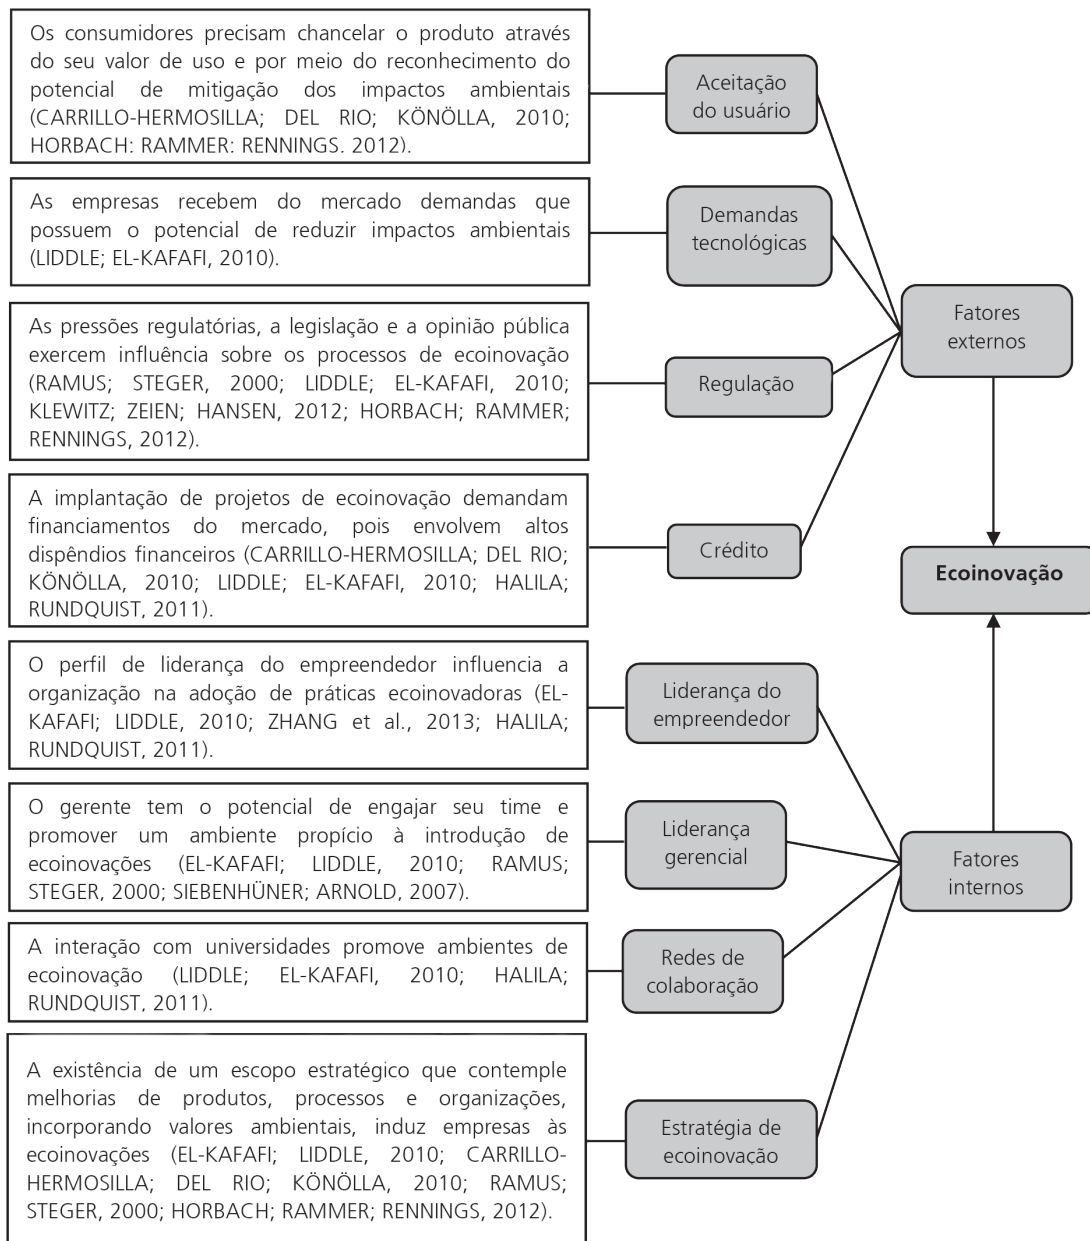 Os consumidores precisam chancelar o produto através
do seu valor de uso e por meio do reconhecimento do
potencial de mitigação dos impactos ambientais
(CARRILLO-HERMOSILLA; DEL RIO; KÖNÖLLA, 2010;
HORBACH: RAMMER: RENNINGS. 2012).
Aceitação
do usuário
As empresas recebem do mercado demandas que
possuem o potencial de reduzir impactos ambientais
(LIDDLE; EL-KAFAFI, 2010).
Demandas
tecnológicas
As pressões regulatórias, a legislação e a opinião pública
exercem influência sobre os processos de ecoinovação
(RAMUS; STEGER, 2000; LIDDLE; EL-KAFAFI, 2010;
KLEWITZ; ZEIEN; HANSEN, 2012; HORBACH; RAMMER;
RENNINGS, 2012).
Regulação
A implantação de projetos de ecoinovação demandam
financiamentos do mercado, pois envolvem altos
dispêndios financeiros (CARRILLO-HERMOSILLA; DEL RIO;
KÖNÖLLA, 2010; LIDDLE; EL-KAFAFI, 2010; HALILA;
RUNDQUIST, 2011).
Crédito
Fatores
externos
Ecoinovação
O perfil de liderança do empreendedor influencia a
organização na adoção de práticas ecoinovadoras (EL-
KAFAFI; LIDDLE, 2010; ZHANG et al., 2013; HALILA;
RUNDQUIST, 2011).
Liderança do
empreendedor
O gerente tem o potencial de engajar seu time e
promover um ambiente propício à introdução de
ecoinovações (EL-KAFAFI; LIDDLE, 2010; RAMUS;
STEGER, 2000; SIEBENHÜNER; ARNOLD, 2007).
Liderança
gerencial
A interação com universidades promove ambientes de
ecoinovação (LIDDLE; EL-KAFAFI, 2010; HALILA;
RUNDQUIST, 2011).
Redes de
colaboração
A existência de um escopo estratégico que contemple
melhorias de produtos, processos e organizações,
incorporando valores ambientais, induz empresas às
ecoinovações (EL-KAFAFI; LIDDLE, 2010; CARRILLO-
HERMOSILLA; DEL RIO; KÖNÖLLA, 2010; RAMUS;
STEGER, 2000; HORBACH; RAMMER; RENNINGS, 2012).
Estratégia de
ecoinovação
Fatores
internos